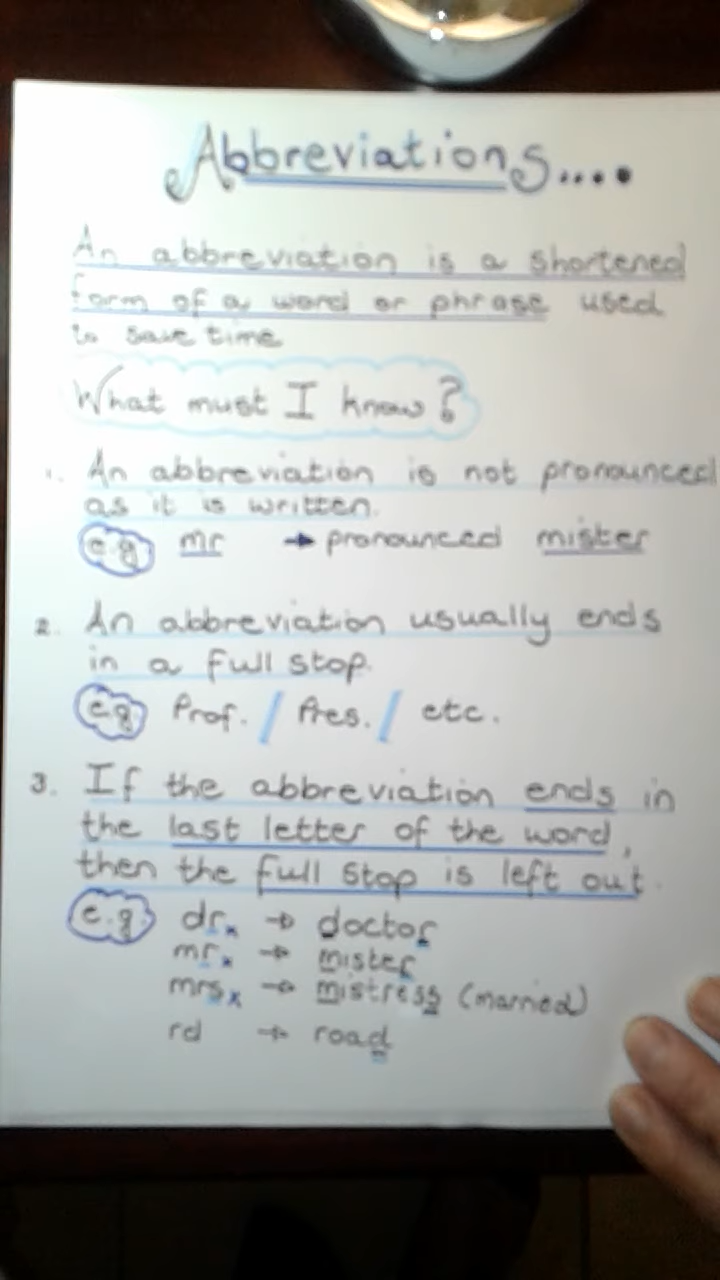 Abbreviations....
An abbreviation is a shortened
form of a word or phrase used
to save time
What must I know?
1. An abbreviation is not pronounced
as it is written.
e.g mr → pronounced mister
2. An abbreviation usually ends
in a full stop.
e.g. Prof. / Pres. / etc.
3. If the abbreviation ends in
the last letter of the word,
then the full stop is left out.
e.g. dr x → doctor
mr x → mister
mrs x → mistress (married)
rd → road